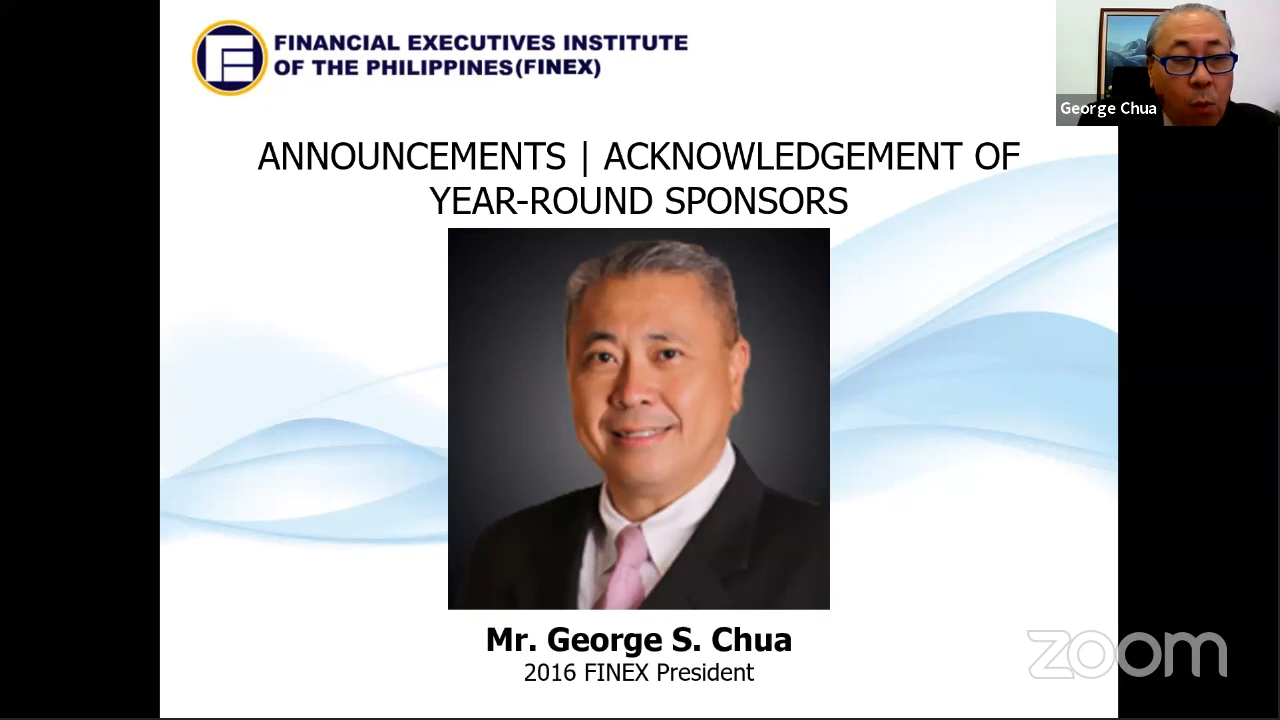 FINANCIAL EXECUTIVES INSTITUTE
OF THE PHILIPPINES(FINEX)
George Chua
ANNOUNCEMENTS | ACKNOWLEDGEMENT OF
YEAR-ROUND SPONSORS
Mr. George S. Chua
2016 FINEX President
zoom